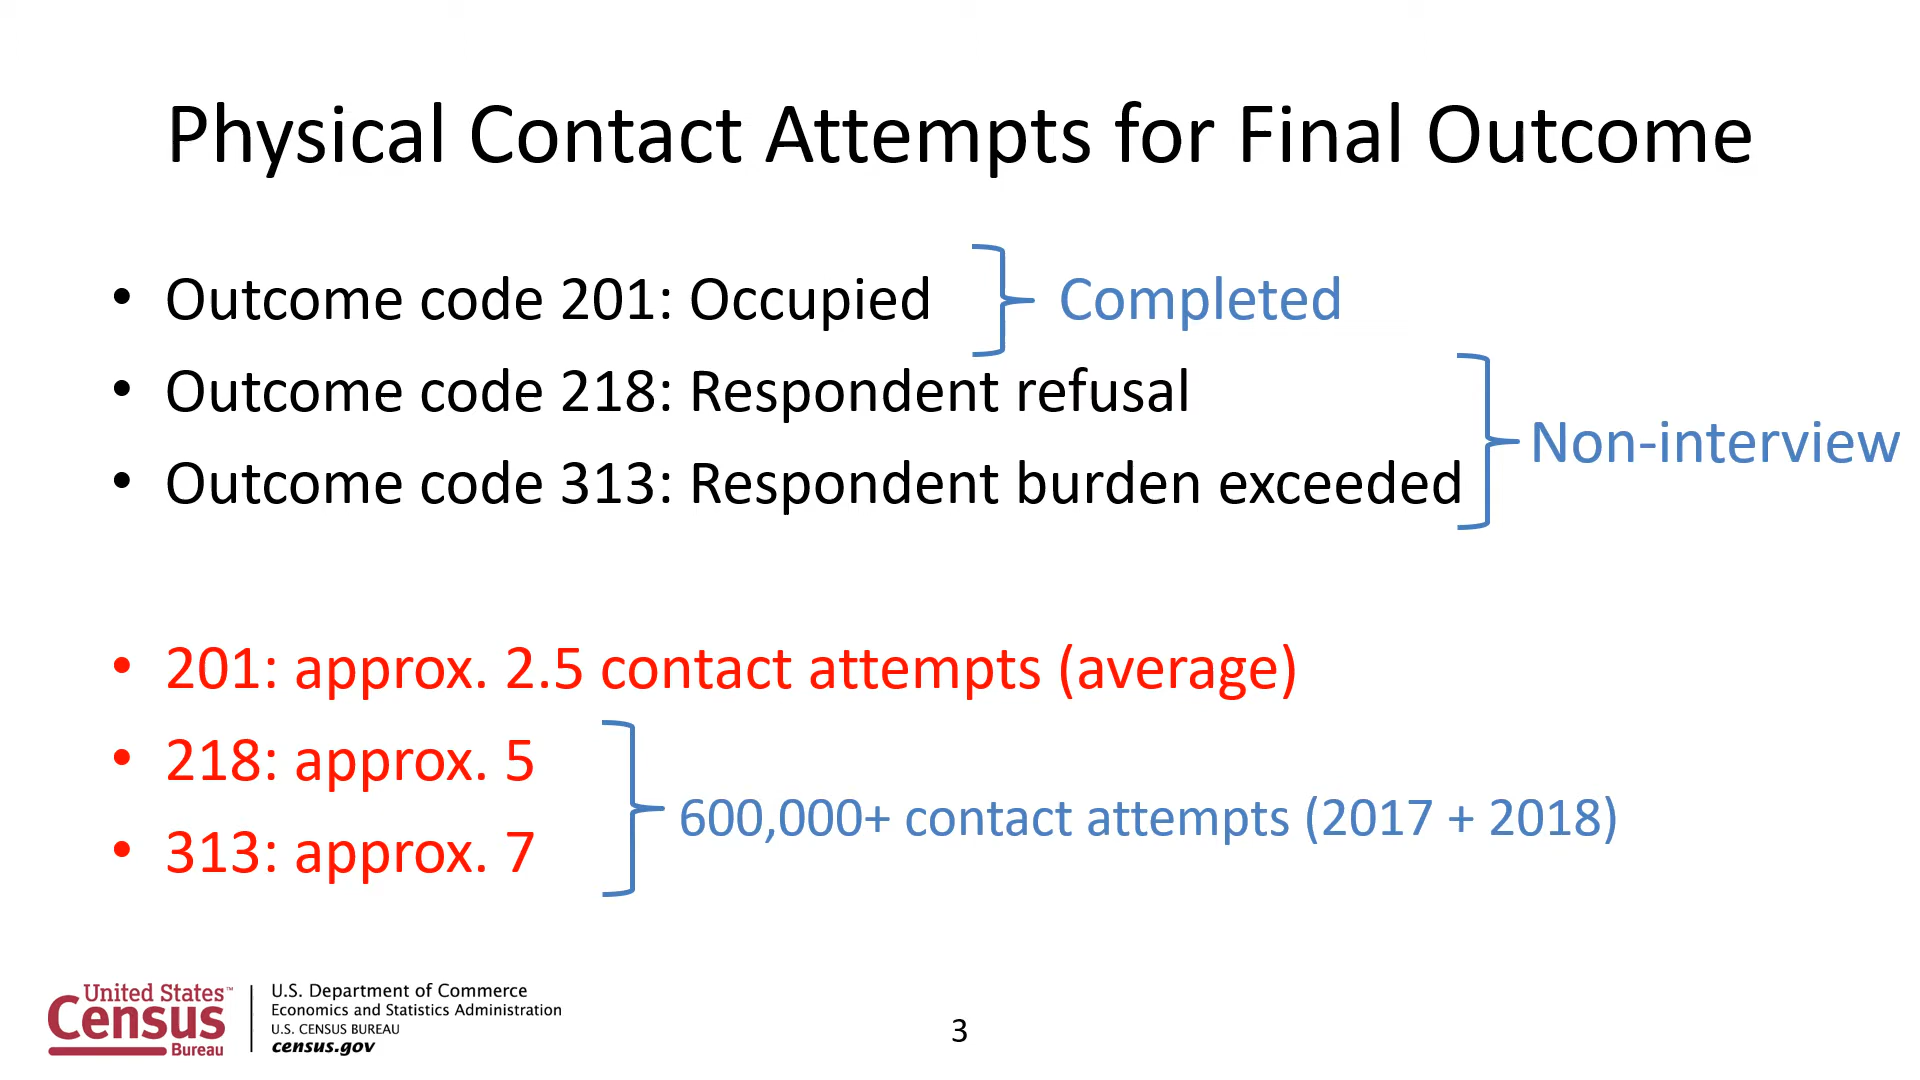 Physical Contact Attempts for Final Outcome
• Outcome code 201: Occupied
Completed
• Outcome code 218: Respondent refusal
• Outcome code 313: Respondent burden exceeded
Non-interview
• 201: approx. 2.5 contact attempts (average)
• 218: approx. 5
• 313: approx. 7
600,000+ contact attempts (2017 + 2018)
United States™
Census
Bureau
U.S. Department of Commerce
Economics and Statistics Administration
U.S. CENSUS BUREAU
census.gov
3